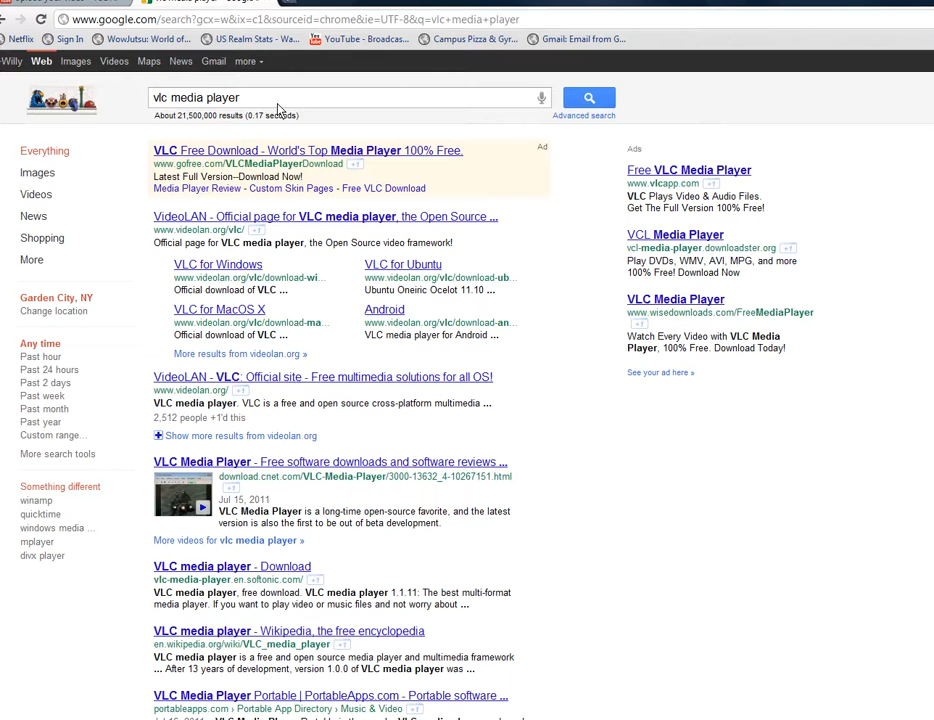 www.google.com/search?gcx=w&ix=c1&sourceid=chrome&ie=UTF-8&q=vlc+media+player
Netflix Sign In WowJutsu: World of... US Realm Stats - Wa... YouTube - Broadcas... Campus Pizza & Gyr... Gmail: Email from G...
Willy Web Images Videos Maps News Gmail more
vlc media player
About 21,500,000 results (0.17 seconds)
Advanced search
Everything
Images
Videos
News
Shopping
More
Garden City, NY
Change location
Any time
Past hour
Past 24 hours
Past 2 days
Past week
Past month
Past year
Custom range...
More search tools
Something different
winamp
quicktime
windows media ...
mplayer
divx player
VLC Free Download - World's Top Media Player 100% Free.
Ad
www.gofree.com/VLCMediaPlayerDownload +1
Latest Full Version--Download Now!
Media Player Review - Custom Skin Pages - Free VLC Download
VideoLAN - Official page for VLC media player, the Open Source ...
www.videolan.org/vlc/ +1
Official page for VLC media player, the Open Source video framework!
VLC for Windows
www.videolan.org/vlc/download-wi...
Official download of VLC ...
VLC for Ubuntu
www.videolan.org/vlc/download-ub...
Ubuntu Oneiric Ocelot 11.10 ...
VLC for MacOS X
www.videolan.org/vlc/download-ma...
Official download of VLC ...
Android
www.videolan.org/vlc/download-an...
VLC media player for Android ...
More results from videolan.org »
VideoLAN - VLC: Official site - Free multimedia solutions for all OS!
www.videolan.org/ +1
VLC media player. VLC is a free and open source cross-platform multimedia ...
2,512 people +1'd this
Show more results from videolan.org
VLC Media Player - Free software downloads and software reviews ...
download.cnet.com/VLC-Media-Player/3000-13632_4-10267151.html
+1
Jul 15, 2011
VLC Media Player is a long-time open-source favorite, and the latest
version is also the first to be out of beta development.
More videos for vlc media player »
VLC media player - Download
vlc-media-player.en.softonic.com/ +1
VLC media player, free download. VLC media player 1.1.11: The best multi-format
media player. If you want to play video or music files and not worry about ...
VLC media player - Wikipedia, the free encyclopedia
en.wikipedia.org/wiki/VLC_media_player +1
VLC media player is a free and open source media player and multimedia framework
... After 13 years of development, version 1.0.0 of VLC media player was ...
VLC Media Player Portable | PortableApps.com - Portable software ...
portableapps.com › Portable App Directory › Music & Video +1
Ads
Free VLC Media Player
www.vlcapp.com +1
VLC Plays Video & Audio Files.
Get The Full Version 100% Free!
VCL Media Player
vcl-media-player.downloadster.org +1
Play DVDs, WMV, AVI, MPG, and more
100% Free! Download Now
VLC Media Player
www.wisedownloads.com/FreeMediaPlayer
+1
Watch Every Video with VLC Media
Player, 100% Free. Download Today!
See your ad here »